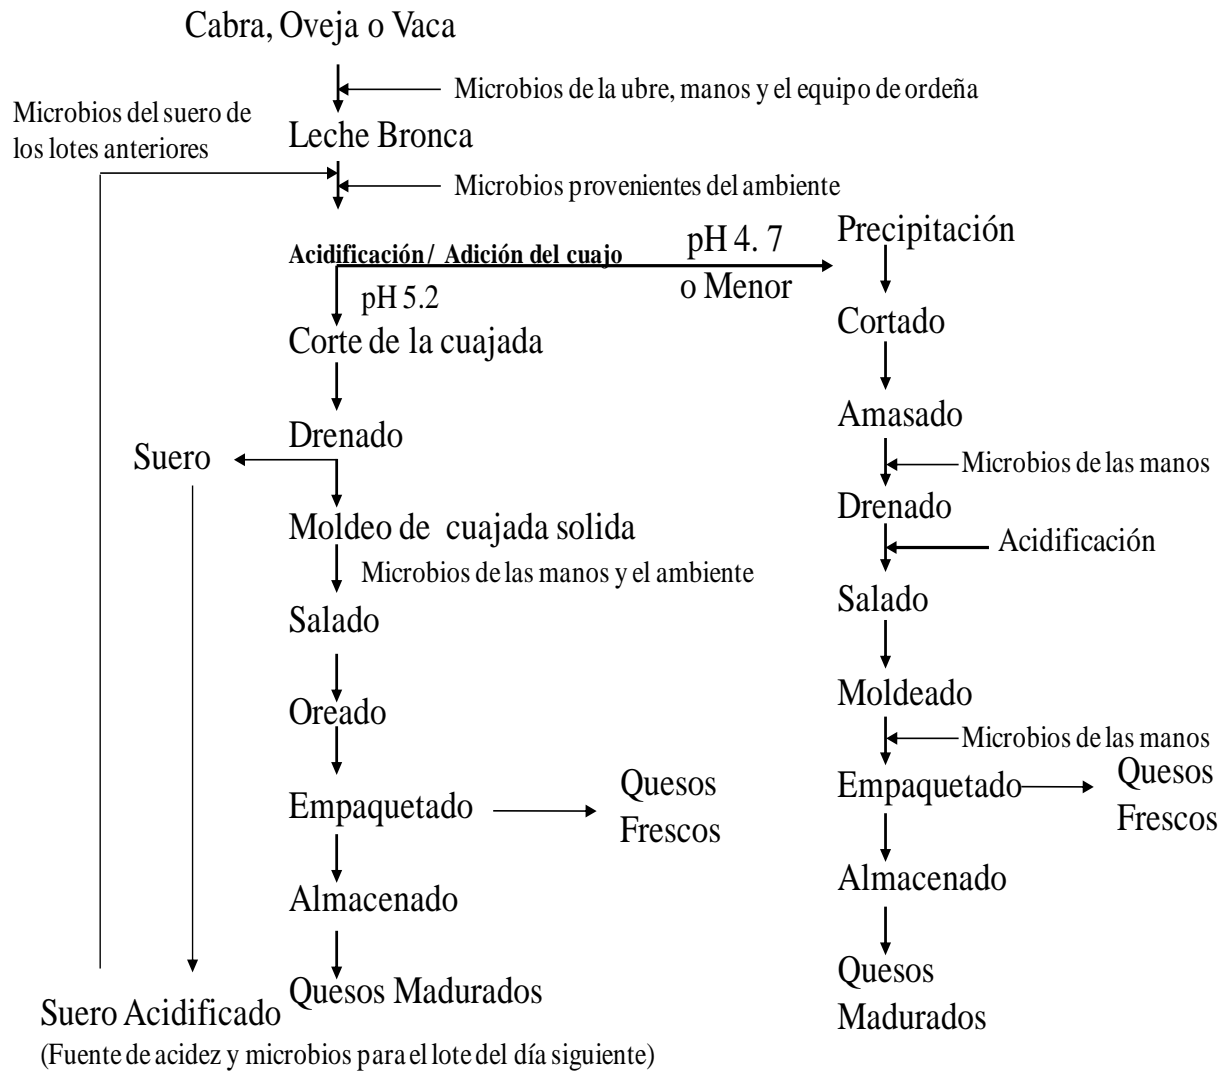 Cabra, Oveja o Vaca
Microbios de la ubre, manos y el equipo de ordeña
Microbios del suero de
los lotes anteriores
Leche Bronca
Microbios provenientes del ambiente
Acidificación/ Adición del cuajo
pH 4. 7
o Menor
Precipitación
pH 5.2
Corte de la cuajada
Cortado
Drenado
Amasado
Suero
Microbios de las manos
Moldeo de cuajada solida
Drenado
Acidificación
Microbios de las manos y el ambiente
Salado
Salado
Oreado
Moldeado
Microbios de las manos
Empaquetado
Quesos
Frescos
Empaquetado
Quesos
Frescos
Almacenado
Almacenado
Quesos Madurados
Quesos
Madurados
Suero Acidificado
(Fuente de acidez y microbios para el lote del día siguiente)